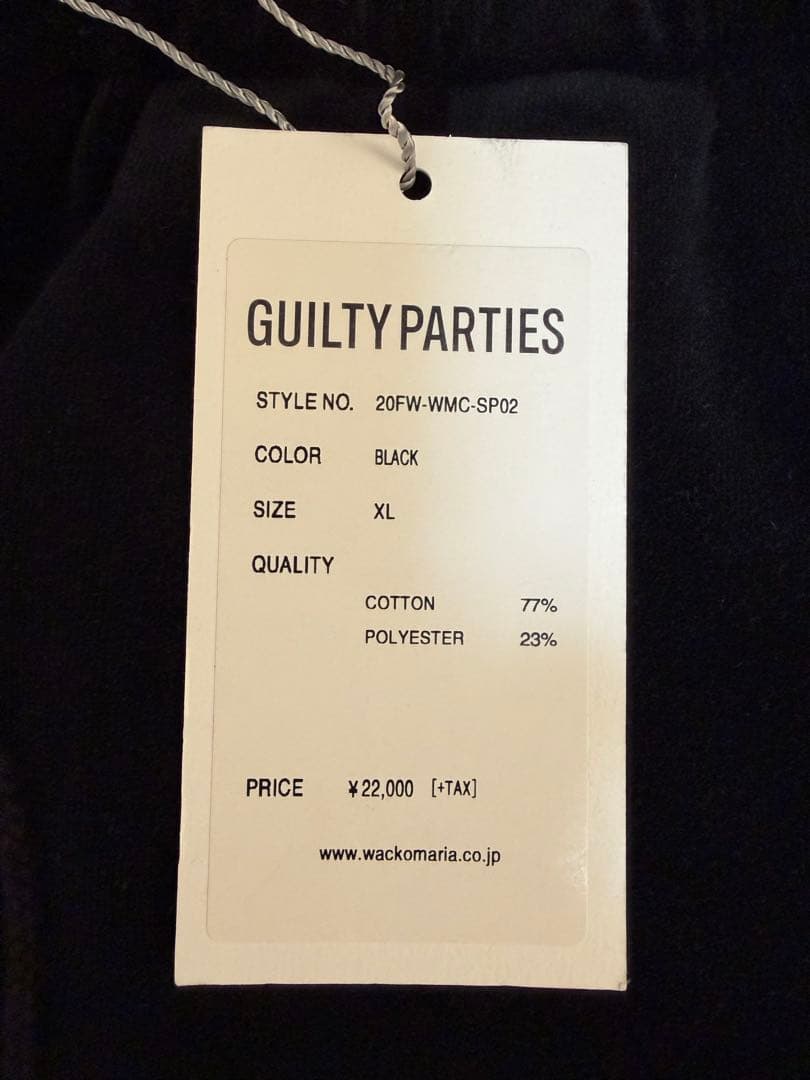 GUILTY PARTIES
STYLE NO. 20FW-WMC-SP02
COLOR BLACK
SIZE XL
QUALITY
COTTON 77%
POLYESTER 23%
PRICE ¥22,000 [+TAX]
www.wackomaria.co.jp